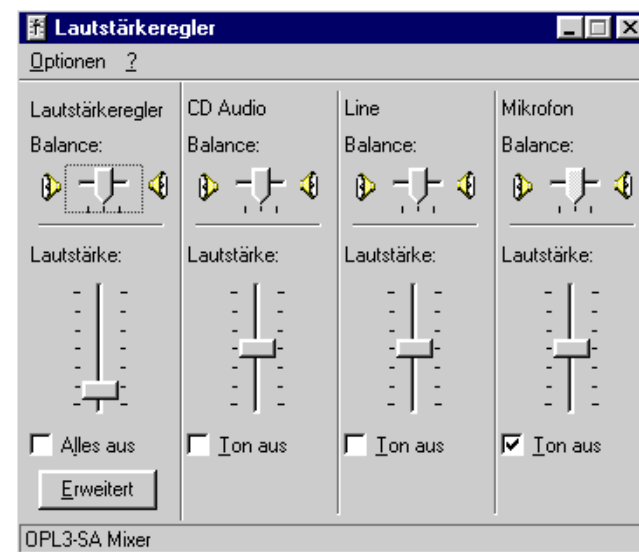 Lautstärkeregler
Optionen ?
Lautstärkeregler CD Audio Line Mikrofon
Balance: Balance: Balance: Balance:
Lautstärke: Lautstärke: Lautstärke: Lautstärke:
Alles aus Ton aus Ton aus Ton aus
Erweitert
OPL3-SA Mixer